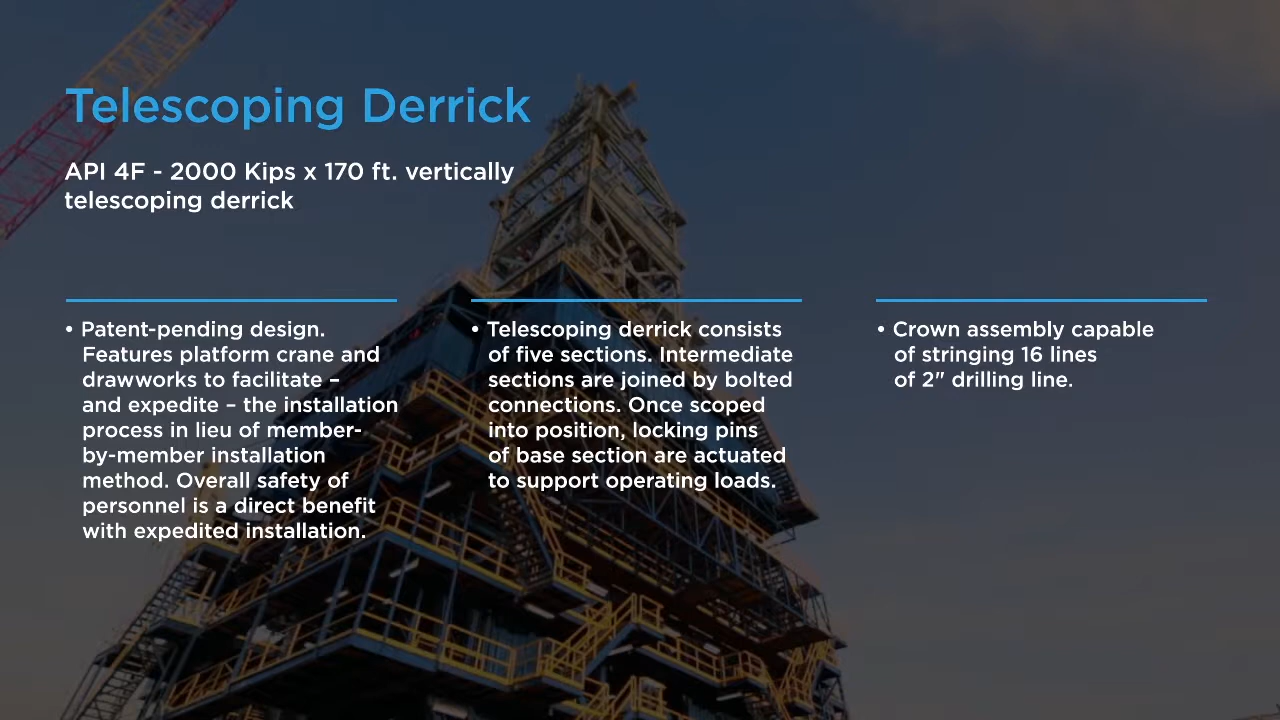 Telescoping Derrick
API 4F - 2000 Kips x 170 ft. vertically
telescoping derrick
• Patent-pending design.
Features platform crane and
drawworks to facilitate –
and expedite – the installation
process in lieu of member-
by-member installation
method. Overall safety of
personnel is a direct benefit
with expedited installation.
• Telescoping derrick consists
of five sections. Intermediate
sections are joined by bolted
connections. Once scoped
into position, locking pins
of base section are actuated
to support operating loads.
• Crown assembly capable
of stringing 16 lines
of 2" drilling line.